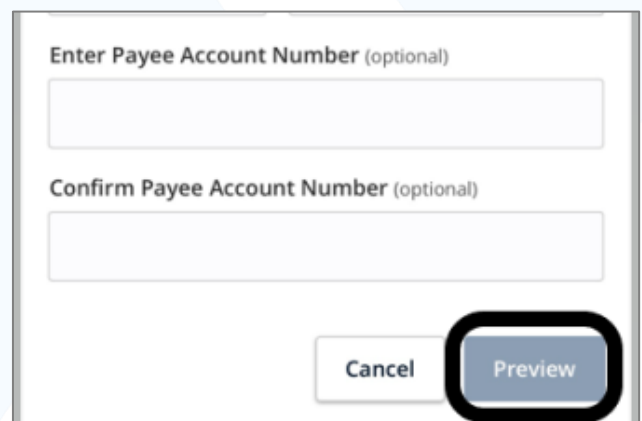 Enter Payee Account Number (optional)
Confirm Payee Account Number (optional)
Cancel Preview